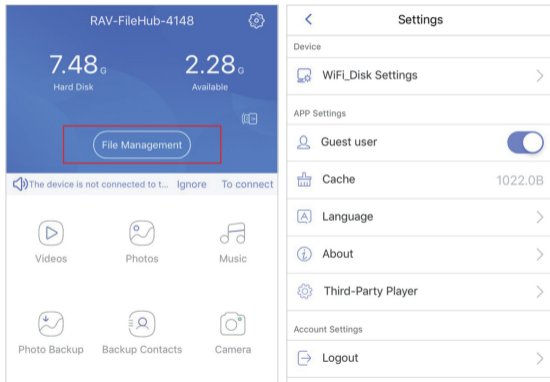 RAV-FileHub-4148
7.48 G
2.28 G
Hard Disk
Available
File Management
The device is not connected to t... Ignore To connect
Videos
Photos
Music
Photo Backup
Backup Contacts
Camera
Settings
Device
WiFi_Disk Settings
APP Settings
Guest user
Cache 1022.0B
A Language
About
Third-Party Player
Account Settings
Logout